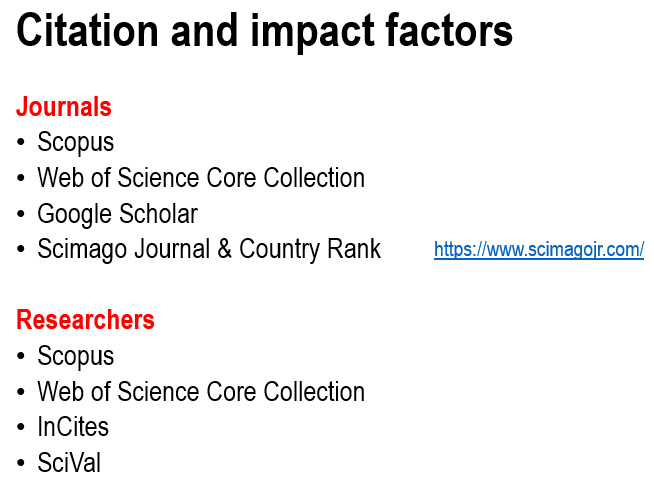 Citation and impact factors
Journals
• Scopus
• Web of Science Core Collection
• Google Scholar
• Scimago Journal & Country Rank https://www.scimagojr.com/
Researchers
• Scopus
• Web of Science Core Collection
• InCites
• SciVal